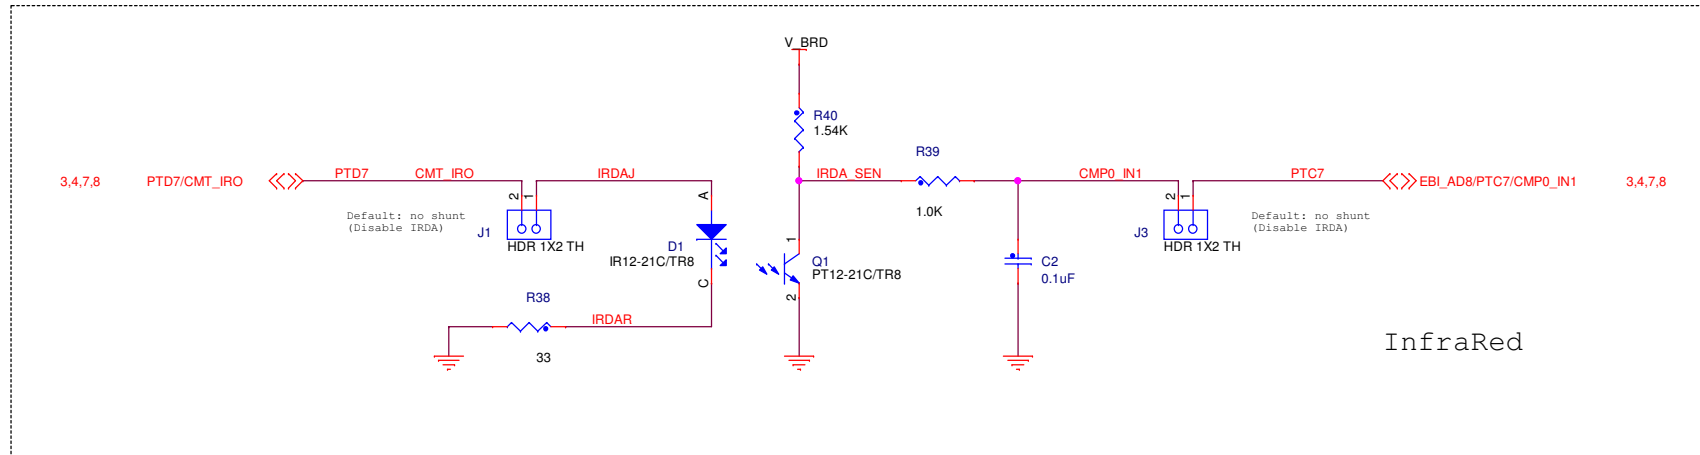 V_BRD
R40
1.54K
R39
3,4,7,8 PTD7/CMT_IRO PTD7 CMT_IRO IRDAJ IRDA_SEN CMP0_IN1 PTC7 EBI_AD8/PTC7/CMP0_IN1 3,4,7,8
2 1 A 2 1
1.0K
Default: no shunt
(Disable IRDA)
J1
HDR 1X2 TH
D1
IR12-21C/TR8
C
1
Q1
PT12-21C/TR8
2
C2
0.1uF
Default: no shunt
(Disable IRDA)
J3
HDR 1X2 TH
R38
IRDAR
33
InfraRed